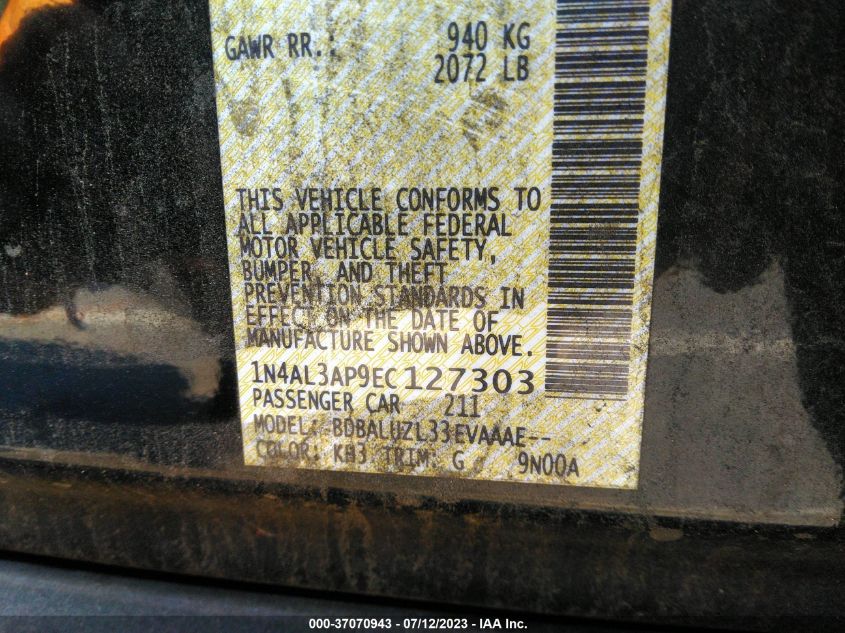 GAWR RR.: 940 KG
2072 LB
THIS VEHICLE CONFORMS TO
ALL APPLICABLE FEDERAL
MOTOR VEHICLE SAFETY,
BUMPER, AND THEFT
PREVENTION STANDARDS IN
EFFECT ON THE DATE OF
MANUFACTURE SHOWN ABOVE.
1N4AL3AP9EC127303
PASSENGER CAR 211
MODEL: BDBALUZL33EVAAAE--
COLOR: KH3 TRIM: G 9N00A
000-37070943 - 07/12/2023 - IAA Inc.